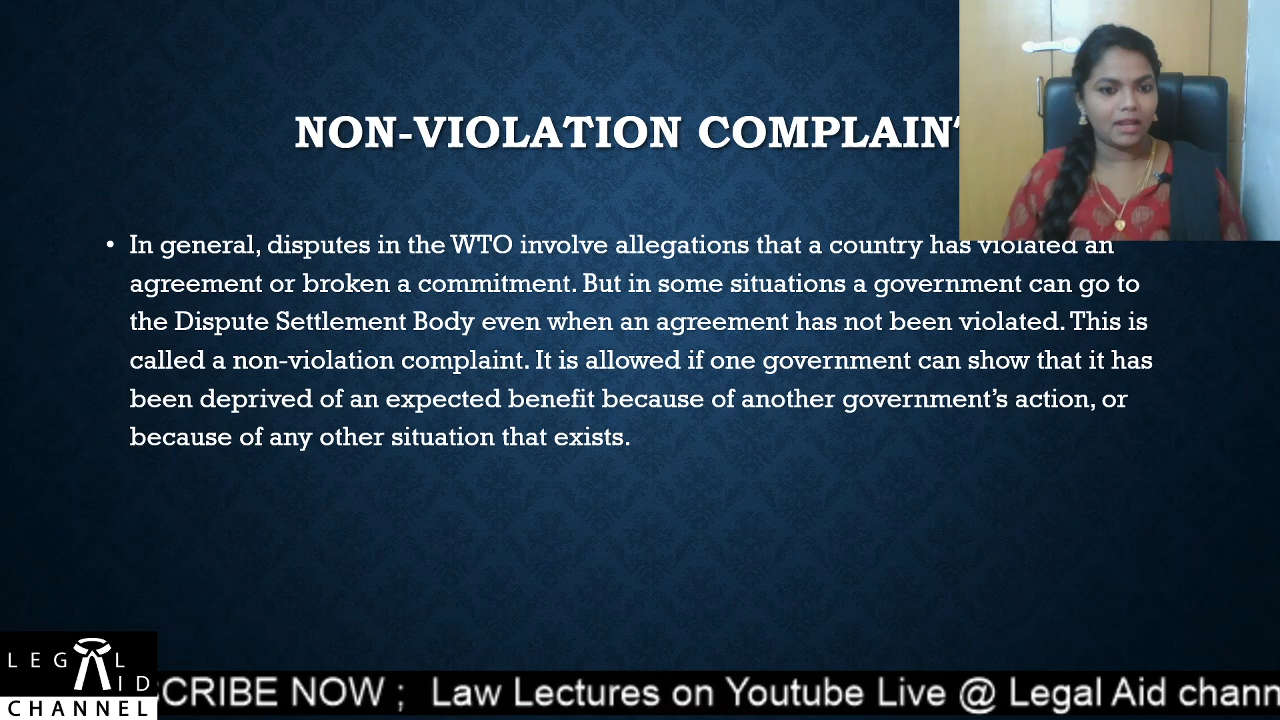 NON-VIOLATION COMPLAIN
• In general, disputes in the WTO involve allegations that a country has violated an
agreement or broken a commitment. But in some situations a government can go to
the Dispute Settlement Body even when an agreement has not been violated. This is
called a non-violation complaint. It is allowed if one government can show that it has
been deprived of an expected benefit because of another government’s action, or
because of any other situation that exists.
LEGAL
AID
CHANNEL
CRIBE NOW ; Law Lectures on Youtube Live @ Legal Aid chann